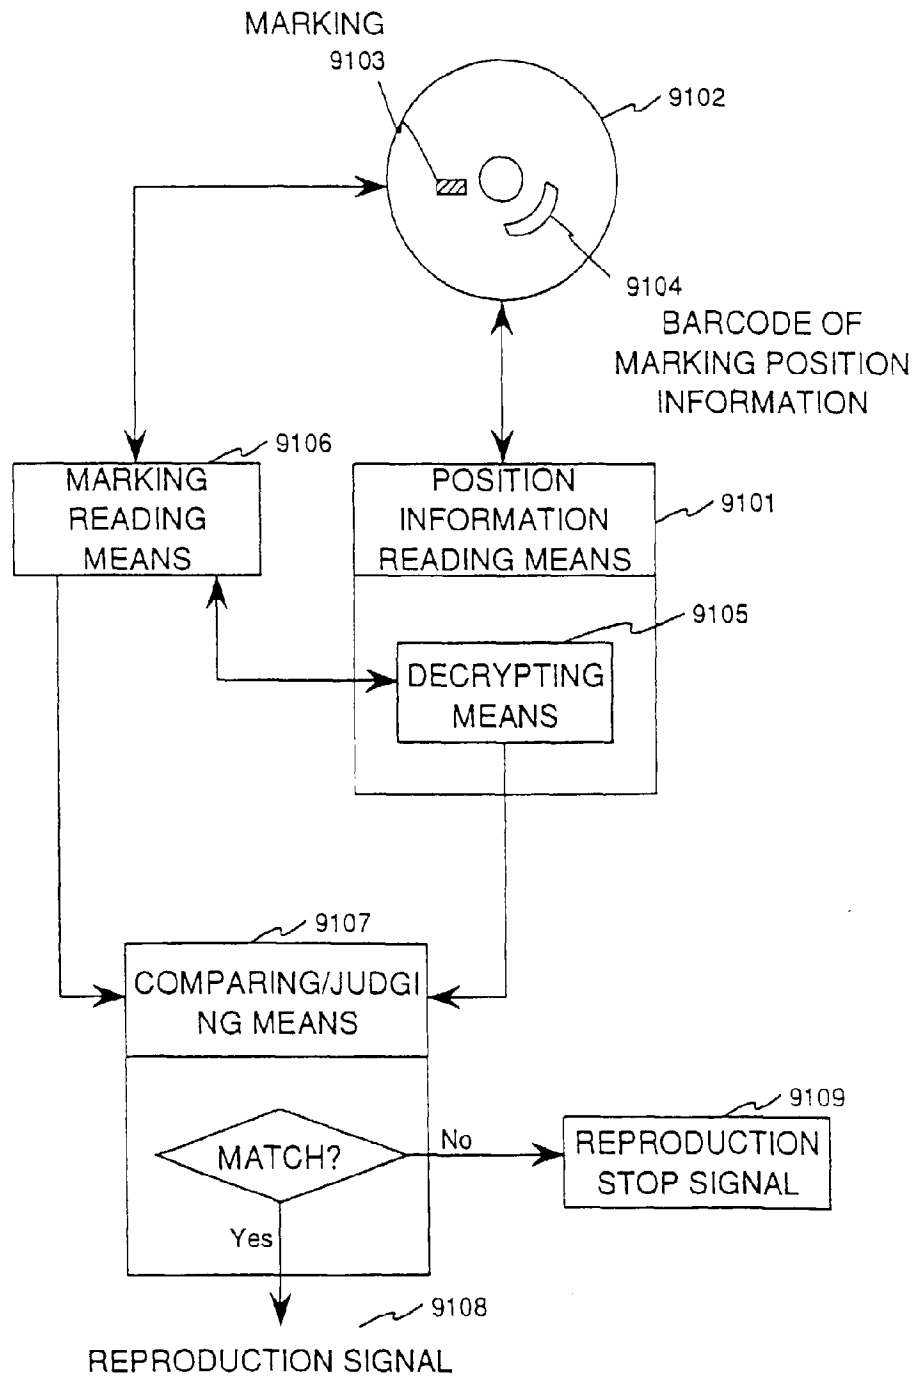 MARKING
9103
9102
9104
BARCODE OF
MARKING POSITION
INFORMATION
9106
MARKING
READING
MEANS
POSITION
INFORMATION
READING MEANS
9101
9105
DECRYPTING
MEANS
9107
COMPARING/JUDGI
NG MEANS
MATCH?
No
9109
REPRODUCTION
STOP SIGNAL
Yes
9108
REPRODUCTION SIGNAL